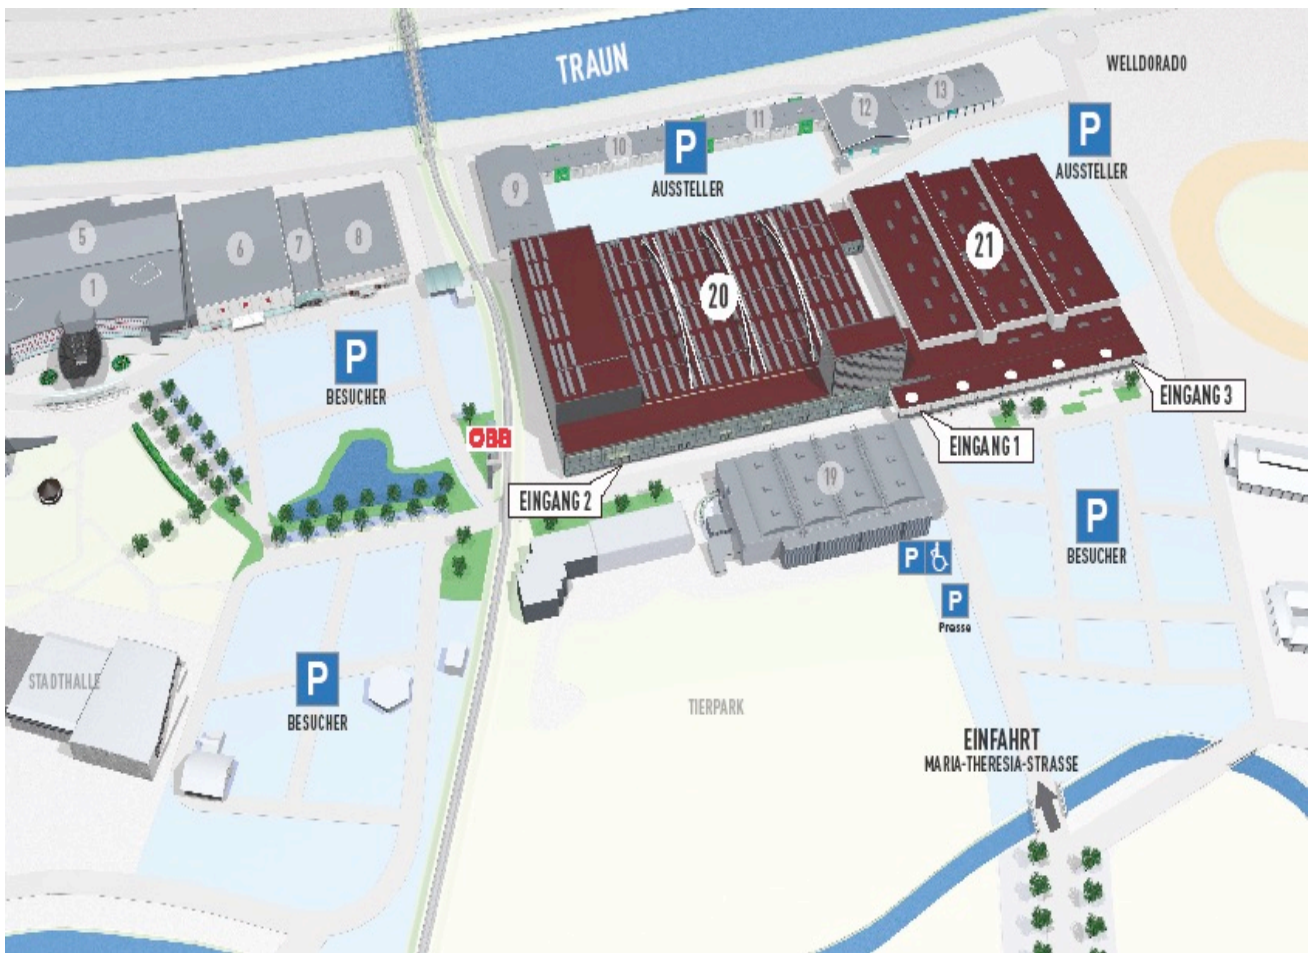 TRAUN
WELLDORADO
13
12
11
10
P
AUSSTELLER
P
AUSSTELLER
9
5
6
7
8
1
21
20
P
BESUCHER
ÖBB
EINGANG 3
EINGANG 1
EINGANG 2
19
P
BESUCHER
P
P
Presse
STADTHALLE
P
BESUCHER
TIERPARK
EINFAHRT
MARIA-THERESIA-STRASSE